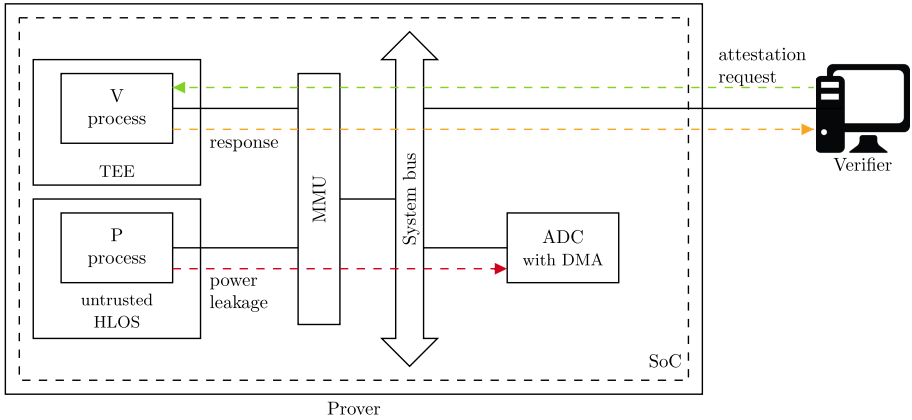 attestation
request
V
process
TEE
response
MMU
System bus
Verifier
P
process
untrusted
HLOS
power
leakage
ADC
with DMA
SoC
Prover